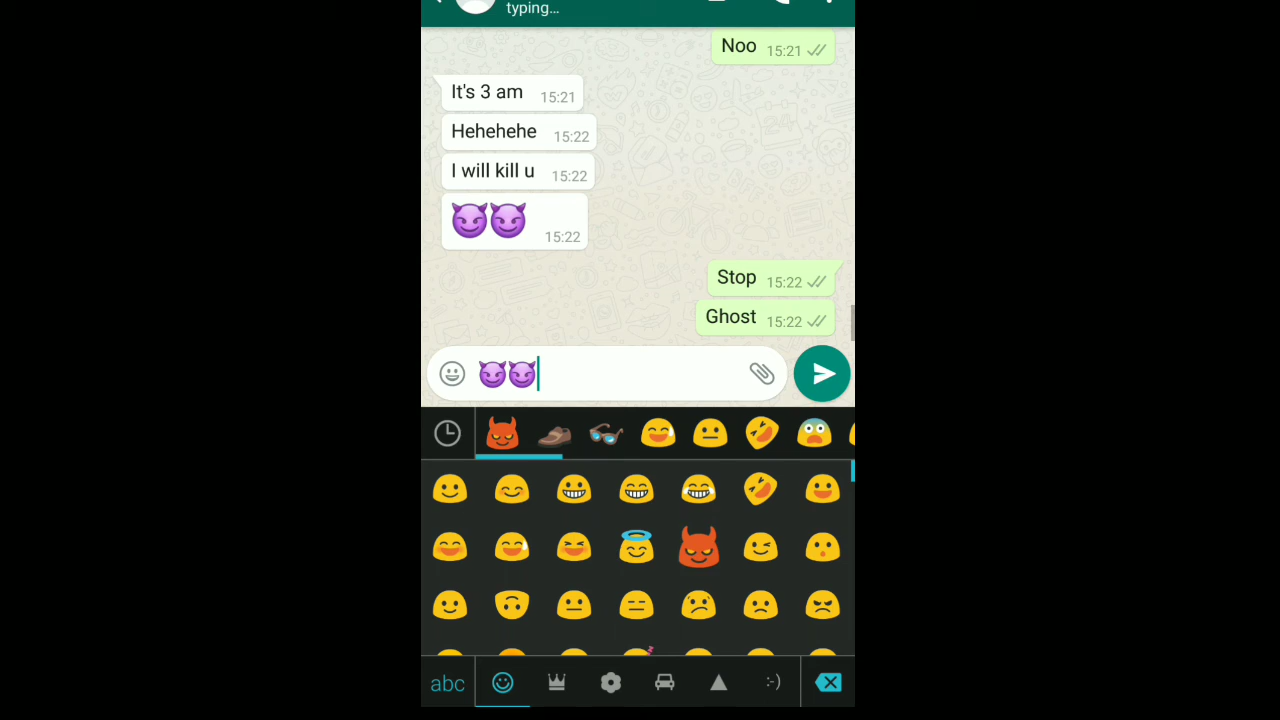 typing...
Noo 15:21
It's 3 am 15:21
Hehehehe 15:22
I will kill u 15:22
😈😈 15:22
Stop 15:22
Ghost 15:22
😈😈
abc
:-)